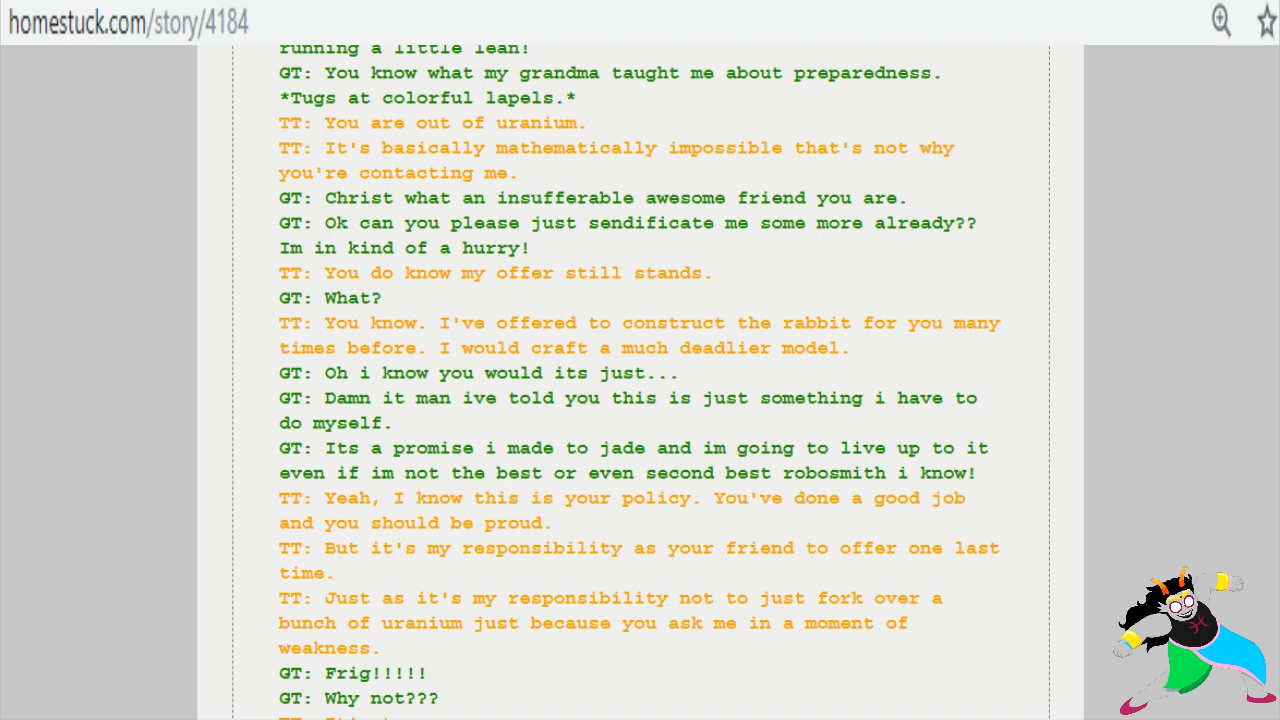 homestuck.com/story/4184
running a little lean!
GT: You know what my grandma taught me about preparedness.
*Tugs at colorful lapels.*
TT: You are out of uranium.
TT: It's basically mathematically impossible that's not why
you're contacting me.
GT: Christ what an insufferable awesome friend you are.
GT: Ok can you please just sendificate me some more already??
Im in kind of a hurry!
TT: You do know my offer still stands.
GT: What?
TT: You know. I've offered to construct the rabbit for you many
times before. I would craft a much deadlier model.
GT: Oh i know you would its just...
GT: Damn it man ive told you this is just something i have to
do myself.
GT: Its a promise i made to jade and im going to live up to it
even if im not the best or even second best robosmith i know!
TT: Yeah, I know this is your policy. You've done a good job
and you should be proud.
TT: But it's my responsibility as your friend to offer one last
time.
TT: Just as it's my responsibility not to just fork over a
bunch of uranium just because you ask me in a moment of
weakness.
GT: Frig!!!!!
GT: Why not???